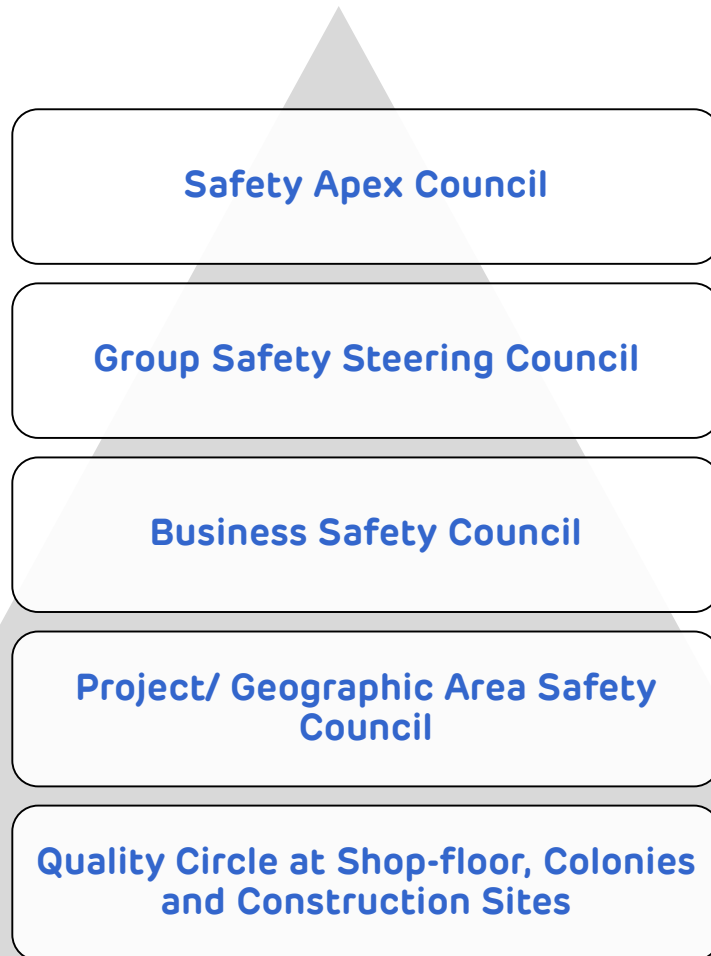 Safety Apex Council
Group Safety Steering Council
Business Safety Council
Project/ Geographic Area Safety
Council
Quality Circle at Shop-floor, Colonies
and Construction Sites